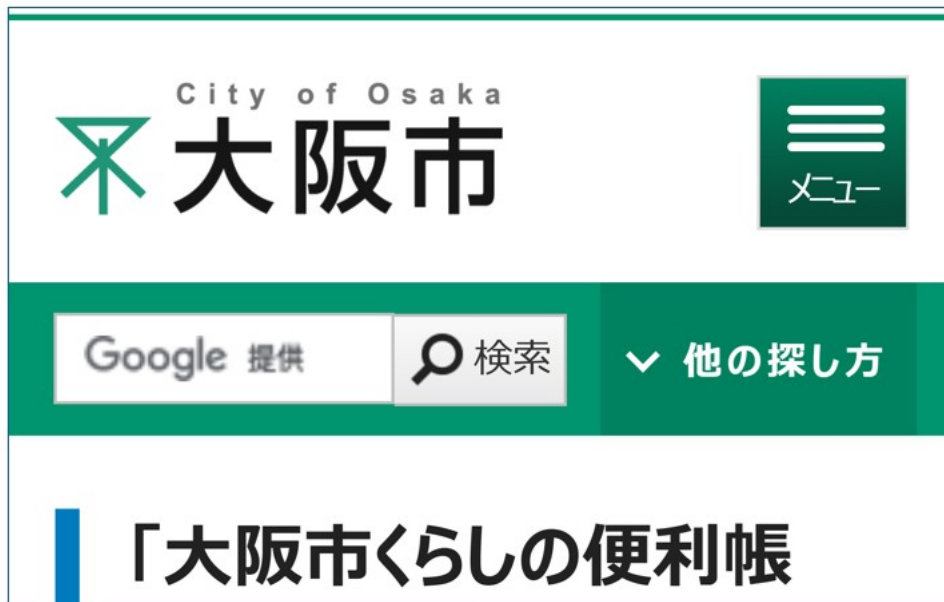 City of Osaka
大阪市
メニュー
Google 提供
検索
他の探し方
「大阪市くらしの便利帳